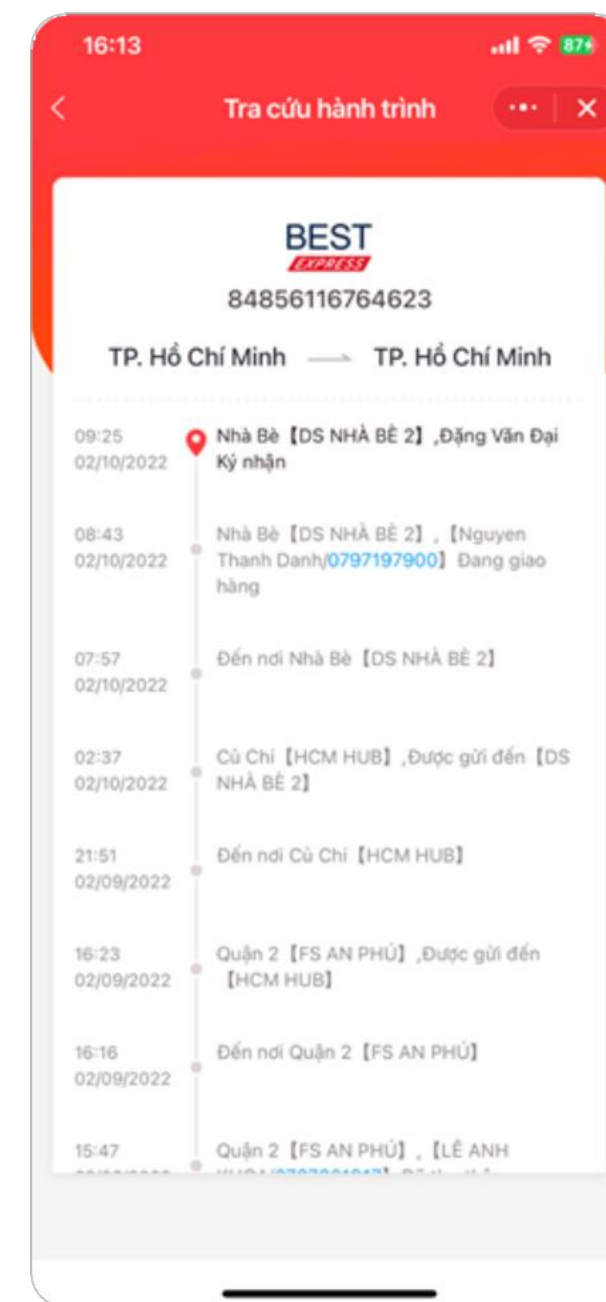 16:13
87
Tra cứu hành trình
BEST
EXPRESS
84856116764623
TP. Hồ Chí Minh TP. Hồ Chí Minh
09:25
02/10/2022
Nhà Bè【DS NHÀ BÈ 2】,Đặng Văn Đại
Ký nhận
08:43
02/10/2022
Nhà Bè【DS NHÀ BÈ 2】,【Nguyen
Thanh Danh/0797197900】Đang giao
hàng
07:57
02/10/2022
Đến nơi Nhà Bè【DS NHÀ BÈ 2】
02:37
02/10/2022
Củ Chi【HCM HUB】,Được gửi đến【DS
NHÀ BÈ 2】
21:51
02/09/2022
Đến nơi Củ Chi【HCM HUB】
16:23
02/09/2022
Quận 2【FS AN PHÚ】,Được gửi đến
【HCM HUB】
16:16
02/09/2022
Đến nơi Quận 2【FS AN PHÚ】
15:47
Quận 2【FS AN PHÚ】,【LÊ ANH